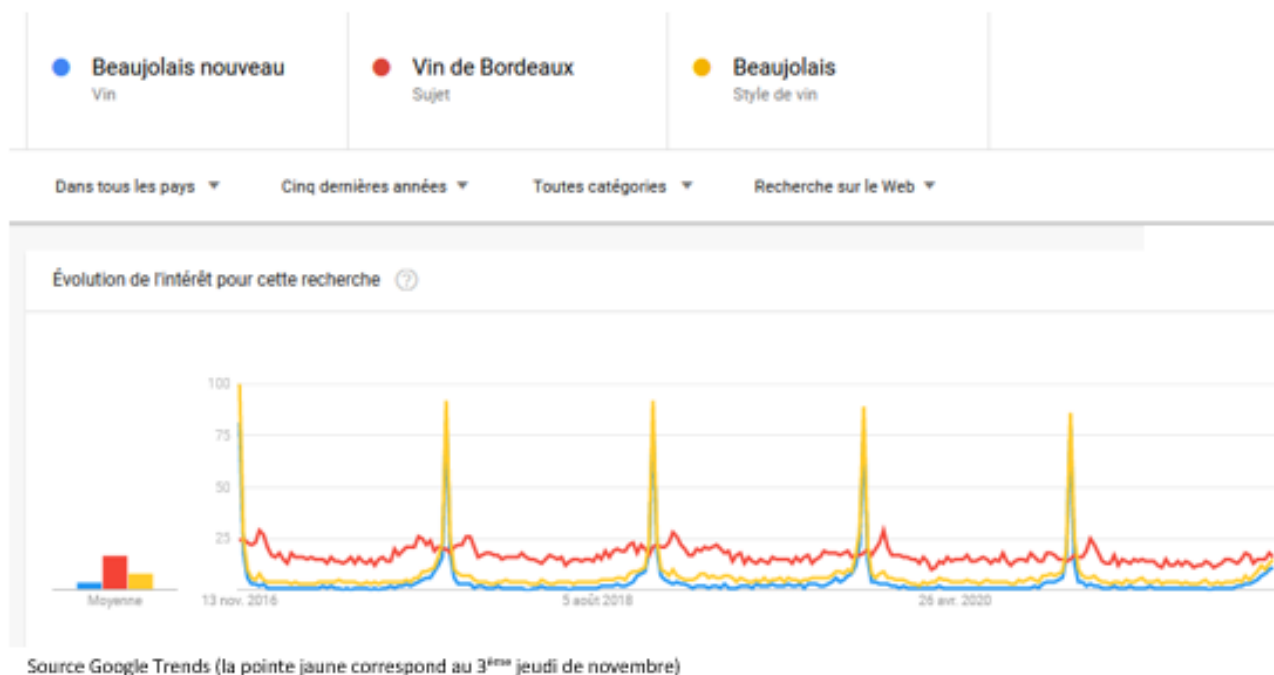 Beaujolais nouveau Vin de Bordeaux Beaujolais
Vin Sujet Style de vin
Dans tous les pays Cinq dernières années Toutes catégories Recherche sur le Web
Évolution de l'intérêt pour cette recherche ?
100
75
50
25
Moyenne 13 nov. 2016 5 août 2018 26 avr. 2020
Source Google Trends (la pointe jaune correspond au 3ème jeudi de novembre)